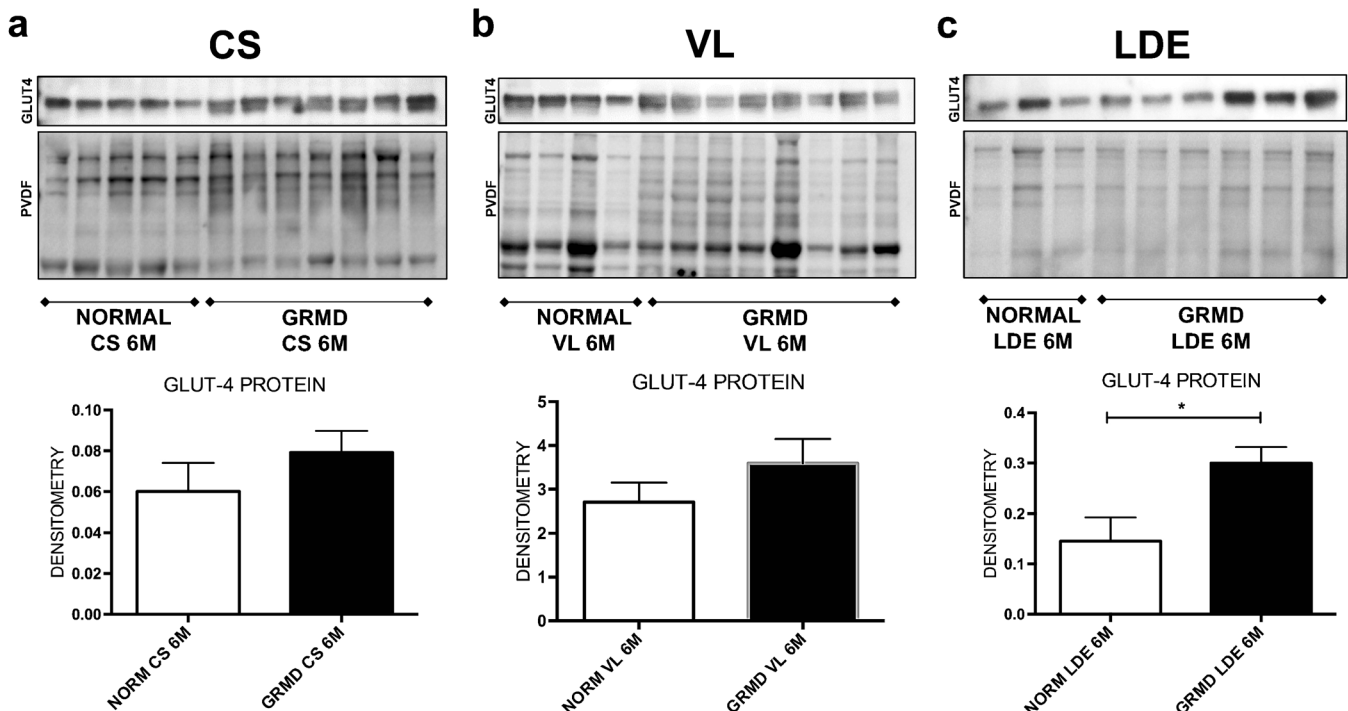 a
CS
GLUT4
PVDF
NORMAL
CS 6M
GRMD
CS 6M
GLUT-4 PROTEIN
DENSITOMETRY
0.10
0.08
0.06
0.04
0.02
0.00
NORM CS 6M
GRMD CS 6M
b
VL
GLUT4
PVDF
NORMAL
VL 6M
GRMD
VL 6M
GLUT-4 PROTEIN
DENSITOMETRY
5
4
3
2
1
0
NORM VL 6M
GRMD VL 6M
c
LDE
GLUT4
PVDF
NORMAL
LDE 6M
GRMD
LDE 6M
GLUT-4 PROTEIN
*
DENSITOMETRY
0.4
0.3
0.2
0.1
0.0
NORM LDE 6M
GRMD LDE 6M